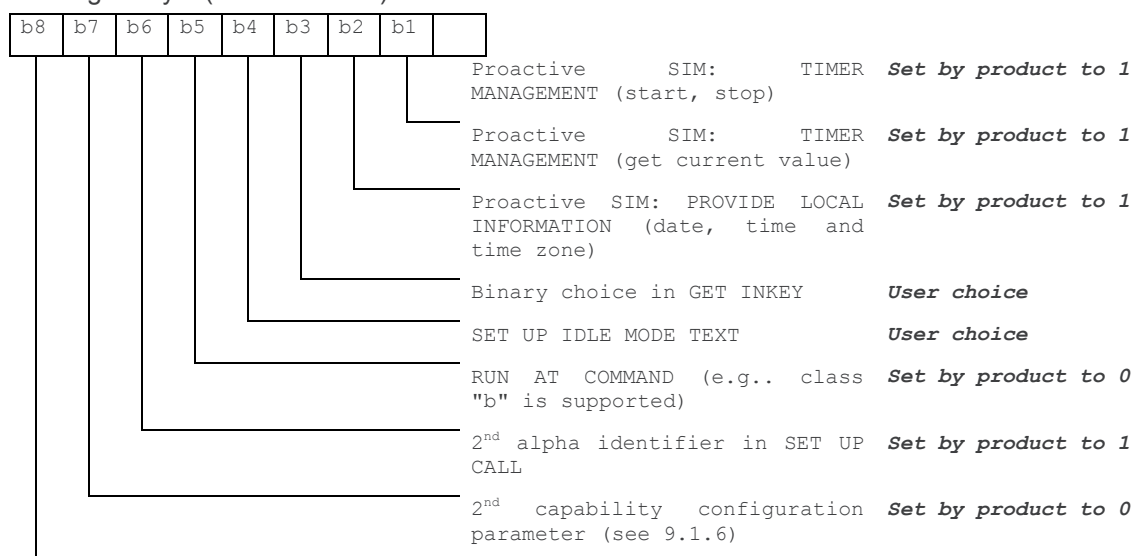 b8 b7 b6 b5 b4 b3 b2 b1
Proactive SIM: TIMER Set by product to 1
MANAGEMENT (start, stop)
Proactive SIM: TIMER Set by product to 1
MANAGEMENT (get current value)
Proactive SIM: PROVIDE LOCAL Set by product to 1
INFORMATION (date, time and
time zone)
Binary choice in GET INKEY User choice
SET UP IDLE MODE TEXT User choice
RUN AT COMMAND (e.g.. class Set by product to 0
"b" is supported)
2nd alpha identifier in SET UP Set by product to 1
CALL
2nd capability configuration Set by product to 0
parameter (see 9.1.6)